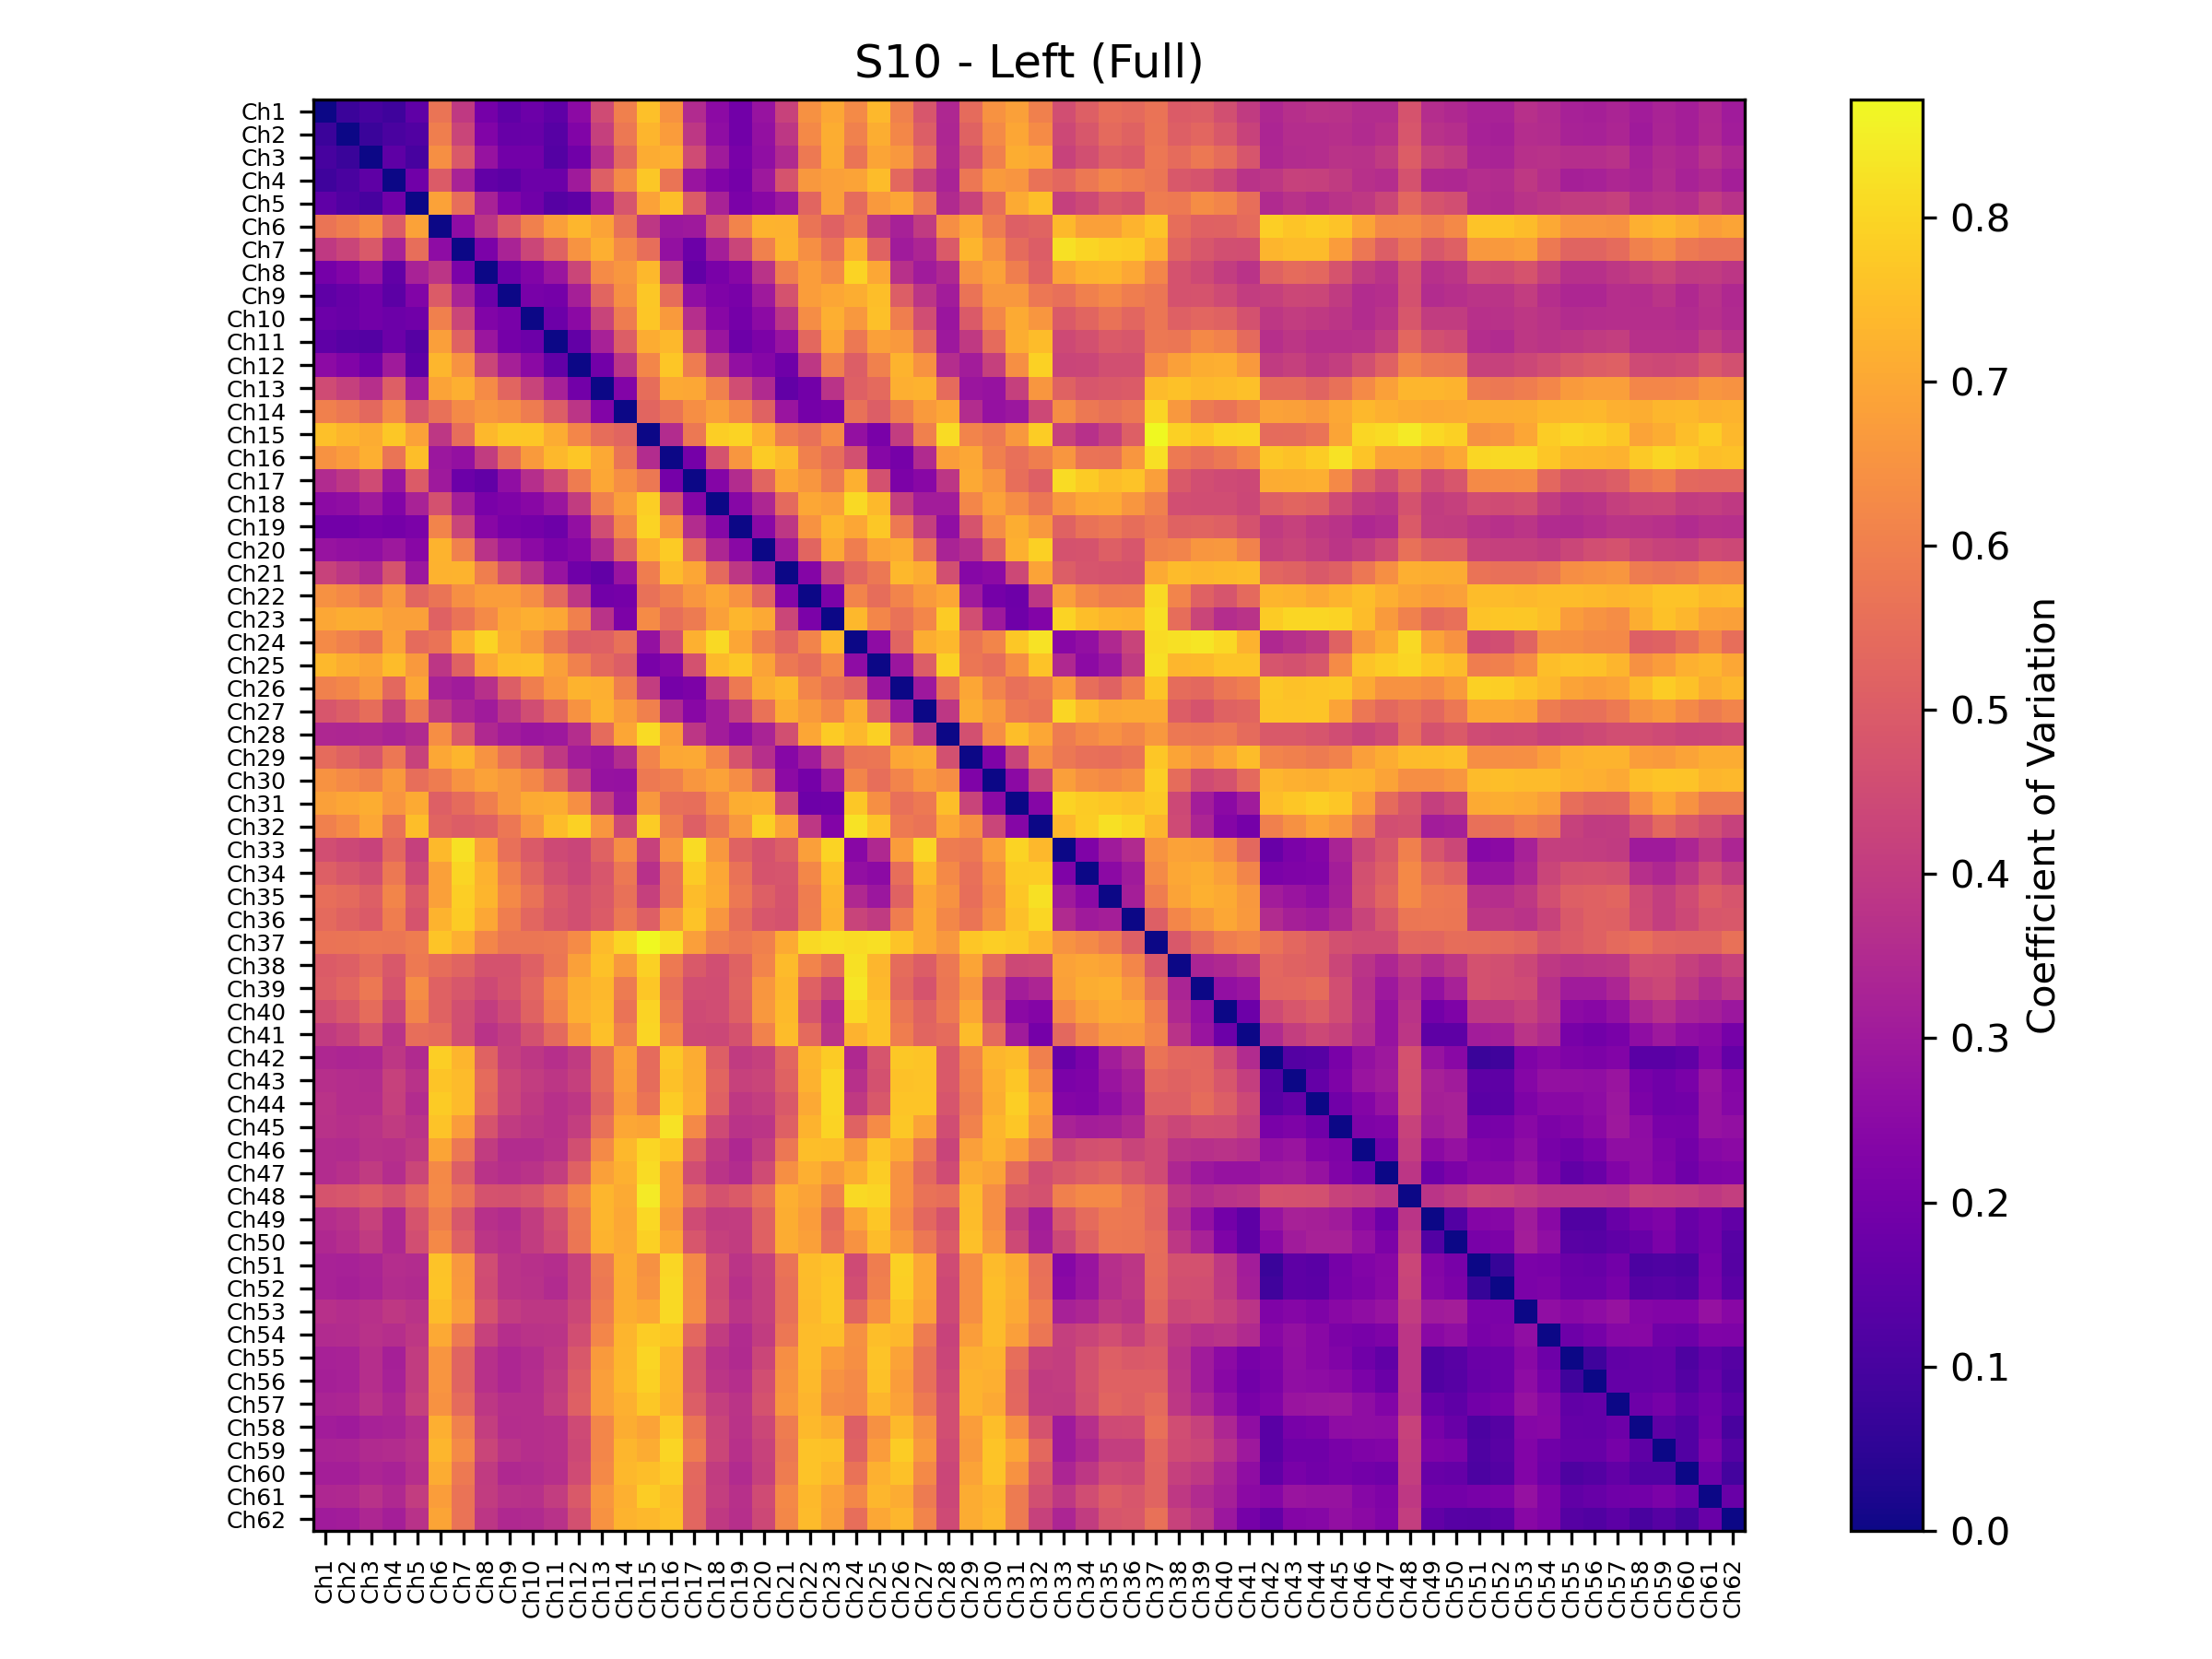 S10 - Left (Full)
Ch1
Ch2
Ch3
Ch4
Ch5
Ch6
Ch7
Ch8
Ch9
Ch10
Ch11
Ch12
Ch13
Ch14
Ch15
Ch16
Ch17
Ch18
Ch19
Ch20
Ch21
Ch22
Ch23
Ch24
Ch25
Ch26
Ch27
Ch28
Ch29
Ch30
Ch31
Ch32
Ch33
Ch34
Ch35
Ch36
Ch37
Ch38
Ch39
Ch40
Ch41
Ch42
Ch43
Ch44
Ch45
Ch46
Ch47
Ch48
Ch49
Ch50
Ch51
Ch52
Ch53
Ch54
Ch55
Ch56
Ch57
Ch58
Ch59
Ch60
Ch61
Ch62
Ch1
Ch2
Ch3
Ch4
Ch5
Ch6
Ch7
Ch8
Ch9
Ch10
Ch11
Ch12
Ch13
Ch14
Ch15
Ch16
Ch17
Ch18
Ch19
Ch20
Ch21
Ch22
Ch23
Ch24
Ch25
Ch26
Ch27
Ch28
Ch29
Ch30
Ch31
Ch32
Ch33
Ch34
Ch35
Ch36
Ch37
Ch38
Ch39
Ch40
Ch41
Ch42
Ch43
Ch44
Ch45
Ch46
Ch47
Ch48
Ch49
Ch50
Ch51
Ch52
Ch53
Ch54
Ch55
Ch56
Ch57
Ch58
Ch59
Ch60
Ch61
Ch62
0.8
0.7
0.6
0.5
0.4
0.3
0.2
0.1
0.0
Coefficient of Variation